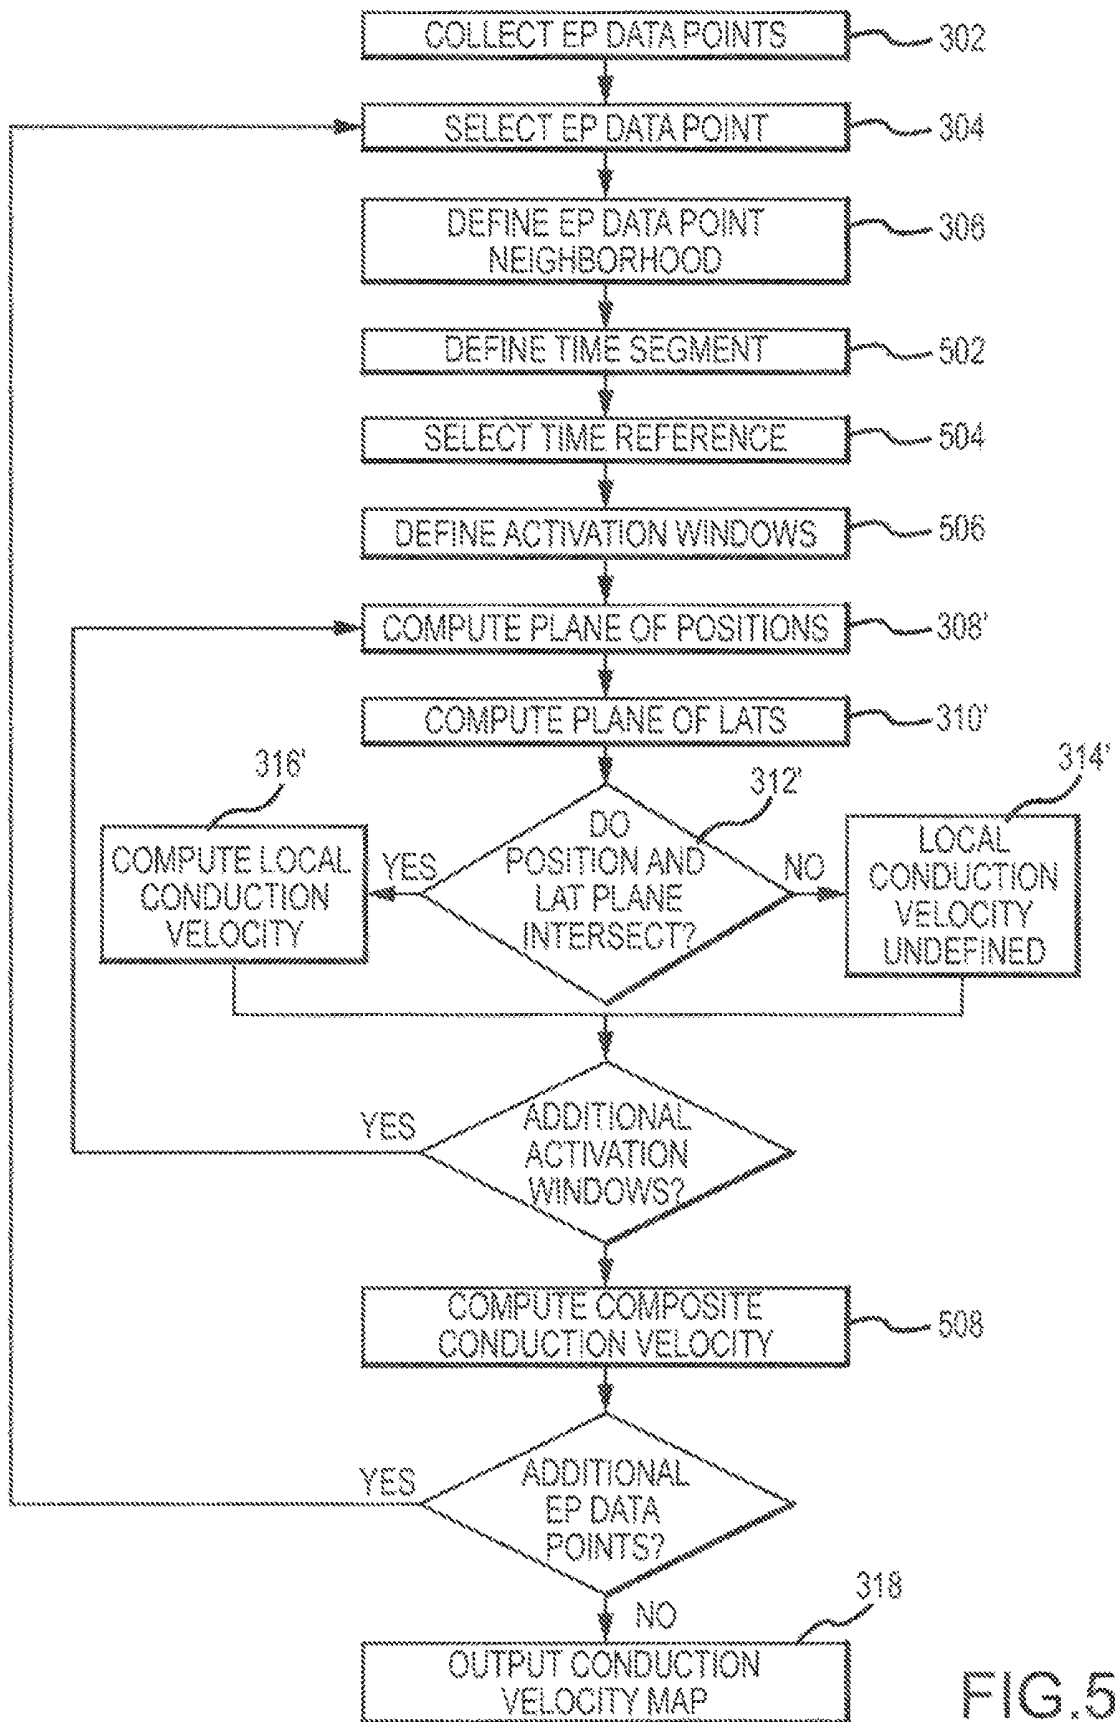 COLLECT EP DATA POINTS
302
SELECT EP DATA POINT
304
DEFINE EP DATA POINT
NEIGHBORHOOD
306
DEFINE TIME SEGMENT
502
SELECT TIME REFERENCE
504
DEFINE ACTIVATION WINDOWS
506
COMPUTE PLANE OF POSITIONS
308'
COMPUTE PLANE OF LATS
310'
316'
312'
314'
COMPUTE LOCAL
CONDUCTION
VELOCITY
YES
DO
POSITION AND
LAT PLANE
INTERSECT?
NO
LOCAL
CONDUCTION
VELOCITY
UNDEFINED
YES
ADDITIONAL
ACTIVATION
WINDOWS?
COMPUTE COMPOSITE
CONDUCTION VELOCITY
508
YES
ADDITIONAL
EP DATA
POINTS?
NO
318
OUTPUT CONDUCTION
VELOCITY MAP
FIG.5